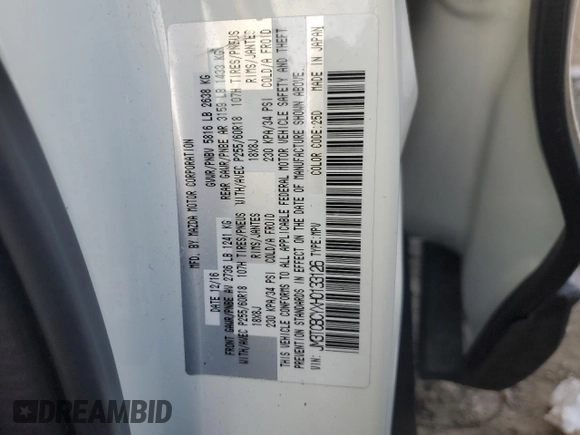 MFD. BY MAZDA MOTOR CORPORATION
DATE 12/16 GVWR/PNBV 5816 LB 2638 KG
FRONT GAWR/PNBE AV 2736 LB 1241 KG REAR GAWR/PNBE AR 3159 LB 1433 KG
WITH/AVEC P255/60R18 107H TIRES/PNEUS WITH/AVEC P255/60R18 107H TIRES/PNEUS
18X8J RIMS/JANTES 18X8J RIMS/JANTES
230 KPA/34 PSI COLD/A FROID 230 KPA/34 PSI COLD/A FROID
THIS VEHICLE CONFORMS TO ALL APPLICABLE FEDERAL MOTOR VEHICLE SAFETY AND THEFT
PREVENTION STANDARDS IN EFFECT ON THE DATE OF MANUFACTURE SHOWN ABOVE.
JM3TCBCYXH0133126 TYPE:MPV COLOR CODE:25D MADE IN JAPAN
DREAMBID